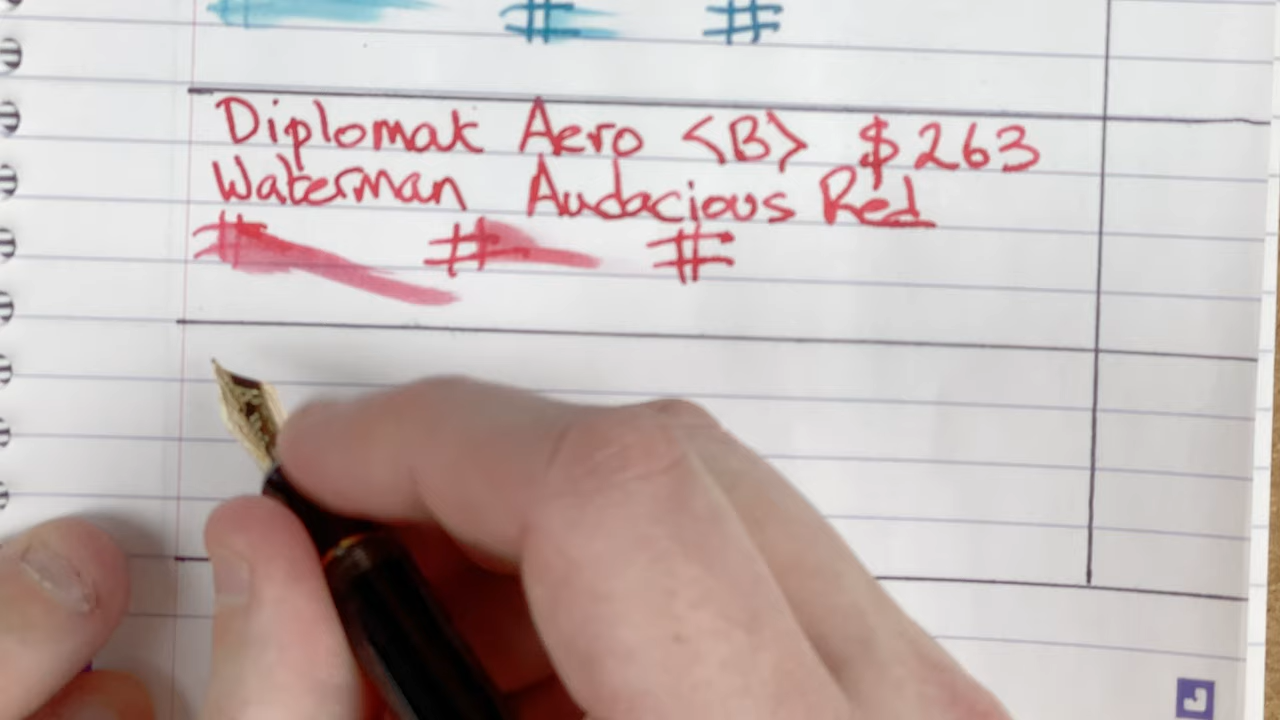 # #
Diplomat Aero <B> $263
Waterman Audacious Red
# # #